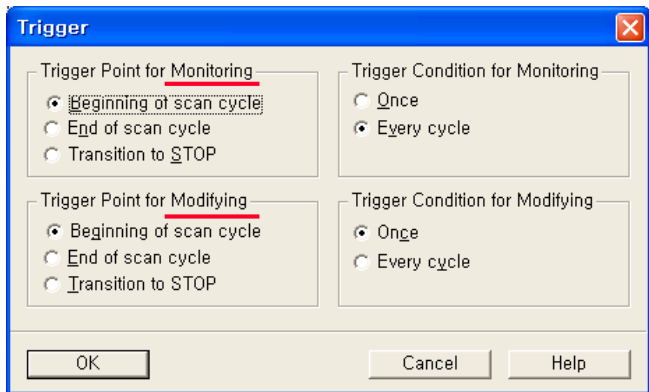 Trigger
Trigger Point for Monitoring
Beginning of scan cycle
End of scan cycle
Transition to STOP
Trigger Condition for Monitoring
Once
Every cycle
Trigger Point for Modifying
Beginning of scan cycle
End of scan cycle
Transition to STOP
Trigger Condition for Modifying
Once
Every cycle
OK
Cancel
Help